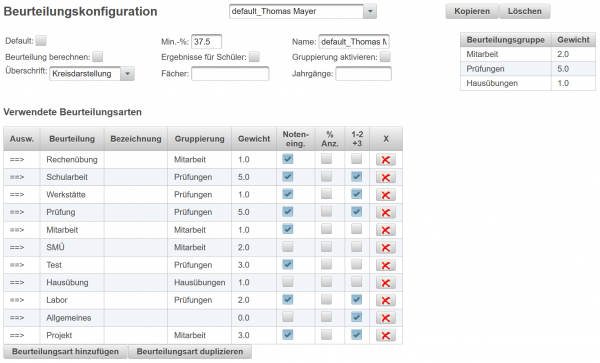 Beurteilungskonfiguration default_Thomas Mayer Kopieren Löschen
Default: Min.-%: 37.5 Name: default_Thomas M
Beurteilung berechnen: Ergebnisse für Schüler: Gruppierung aktivieren:
Überschrift: Kreisdarstellung Fächer: Jahrgänge:
Beurteilungsgruppe Gewicht
Mitarbeit 2.0
Prüfungen 5.0
Hausübungen 1.0
Verwendete Beurteilungsarten
Ausw. Beurteilung Bezeichnung Gruppierung Gewicht Noten- eing. % Anz. 1-2 +3 X
==> Rechenübung Mitarbeit 1.0
==> Schularbeit Prüfungen 5.0
==> Werkstätte Prüfungen 1.0
==> Prüfung Prüfungen 5.0
==> Mitarbeit Mitarbeit 1.0
==> SMÜ Mitarbeit 2.0
==> Test Prüfungen 3.0
==> Hausübung Hausübungen 1.0
==> Labor Prüfungen 2.0
==> Allgemeines 0.0
==> Projekt Mitarbeit 3.0
Beurteilungsart hinzufügen Beurteilungsart duplizieren